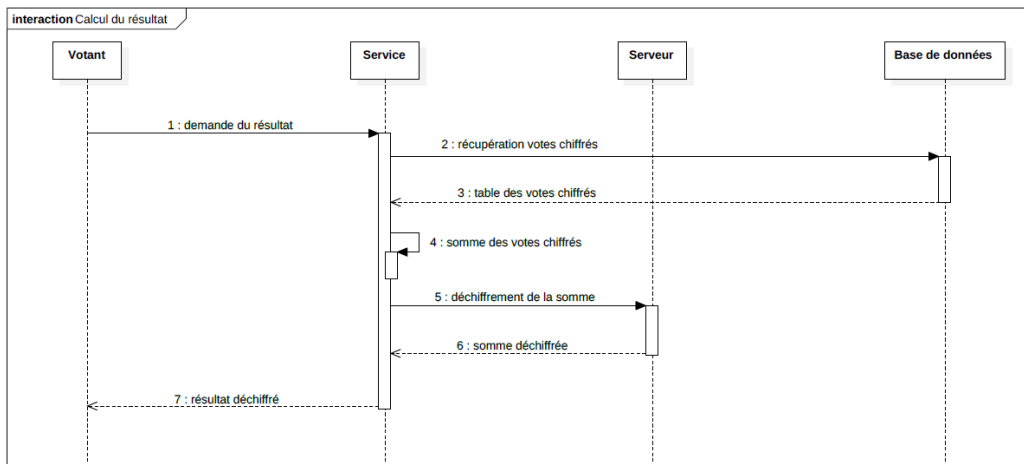 interaction Calcul du résultat
Votant
Service
Serveur
Base de données
1 : demande du résultat
2 : récupération votes chiffrés
3 : table des votes chiffrés
4 : somme des votes chiffrés
5 : déchiffrement de la somme
6 : somme déchiffrée
7 : résultat déchiffré